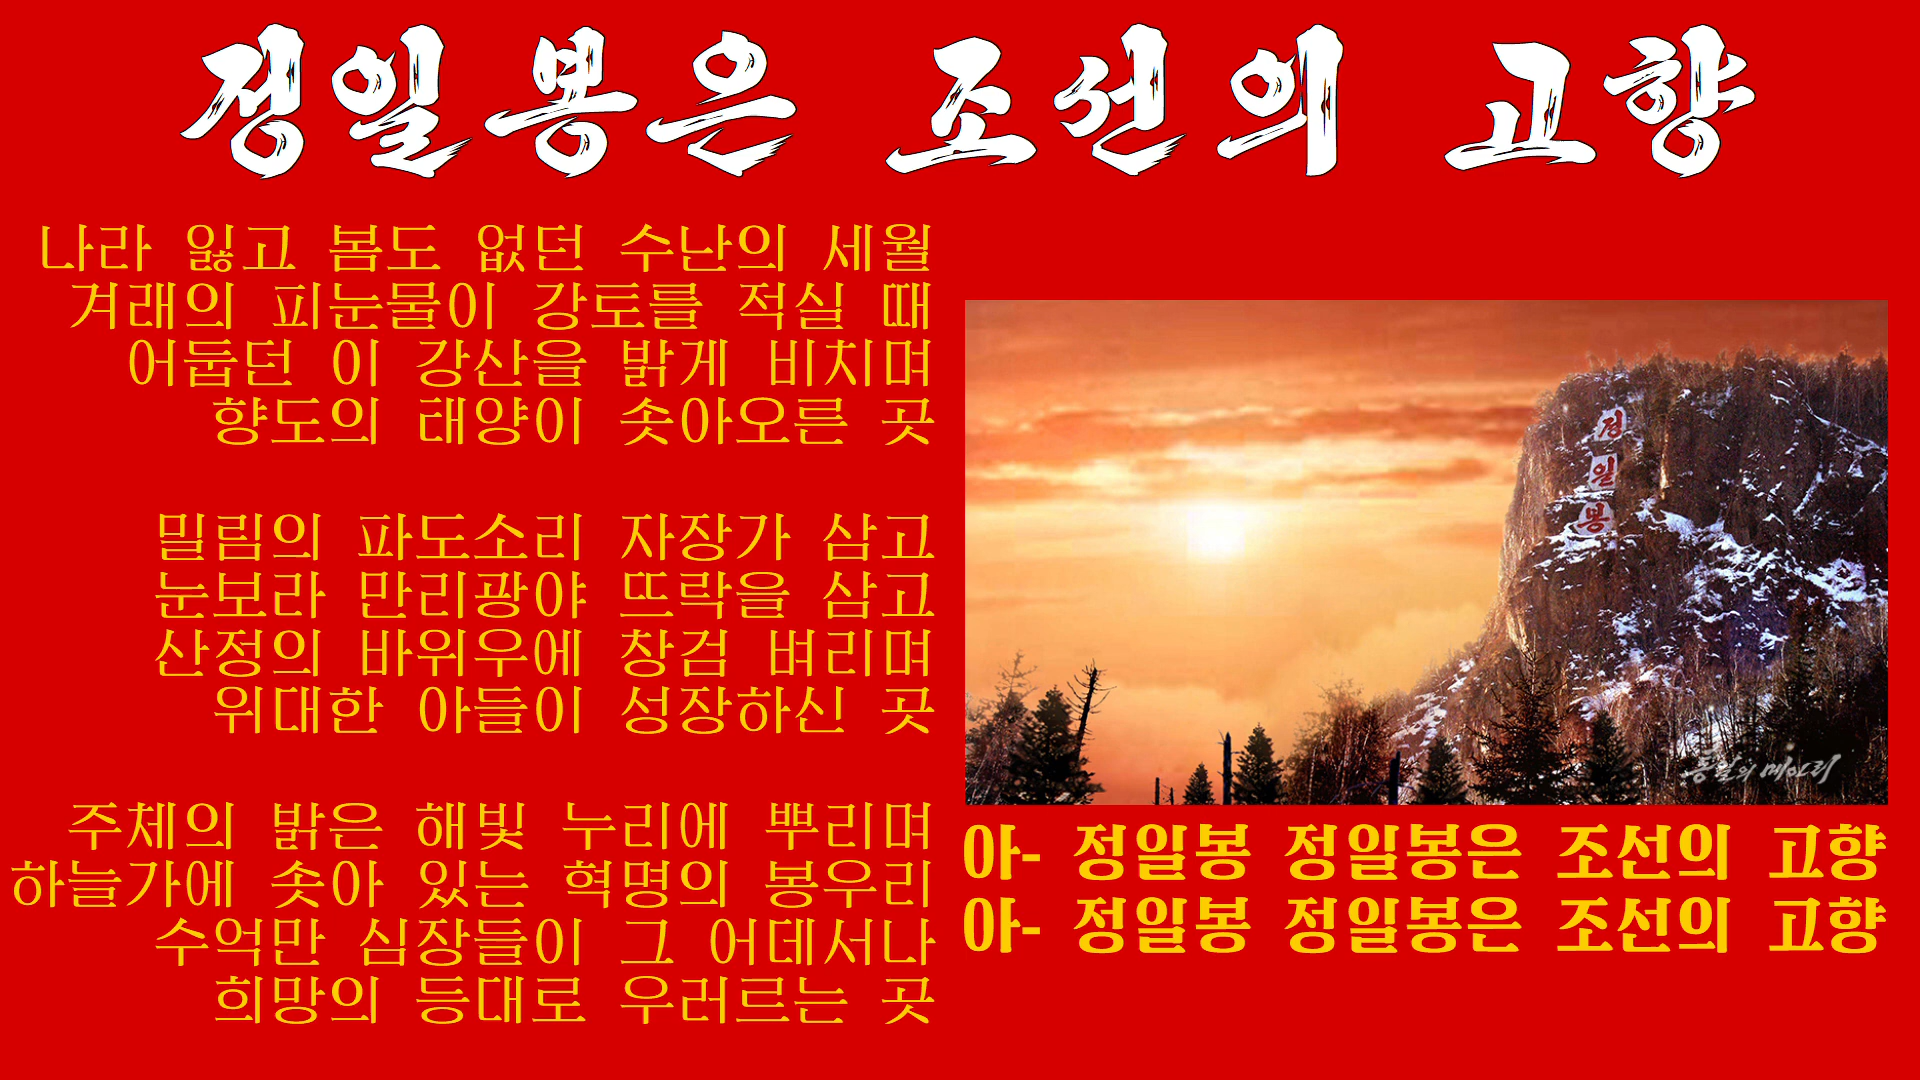 정일봉은 조선의 고향
나라 잃고 봄도 없던 수난의 세월
겨래의 피눈물이 강토를 적실 때
어둡던 이 강산을 밝게 비치며
향도의 태양이 솟아오른 곳
밀림의 파도소리 자장가 삼고
눈보라 만리광야 뜨락을 삼고
산정의 바위우에 창검 벼리며
위대한 아들이 성장하신 곳
주체의 밝은 해빛 누리에 뿌리며
하늘가에 솟아 있는 혁명의 봉우리
수억만 심장들이 그 어데서나
희망의 등대로 우러르는 곳
정
일
봉
통일의 메아리
아- 정일봉 정일봉은 조선의 고향
아- 정일봉 정일봉은 조선의 고향